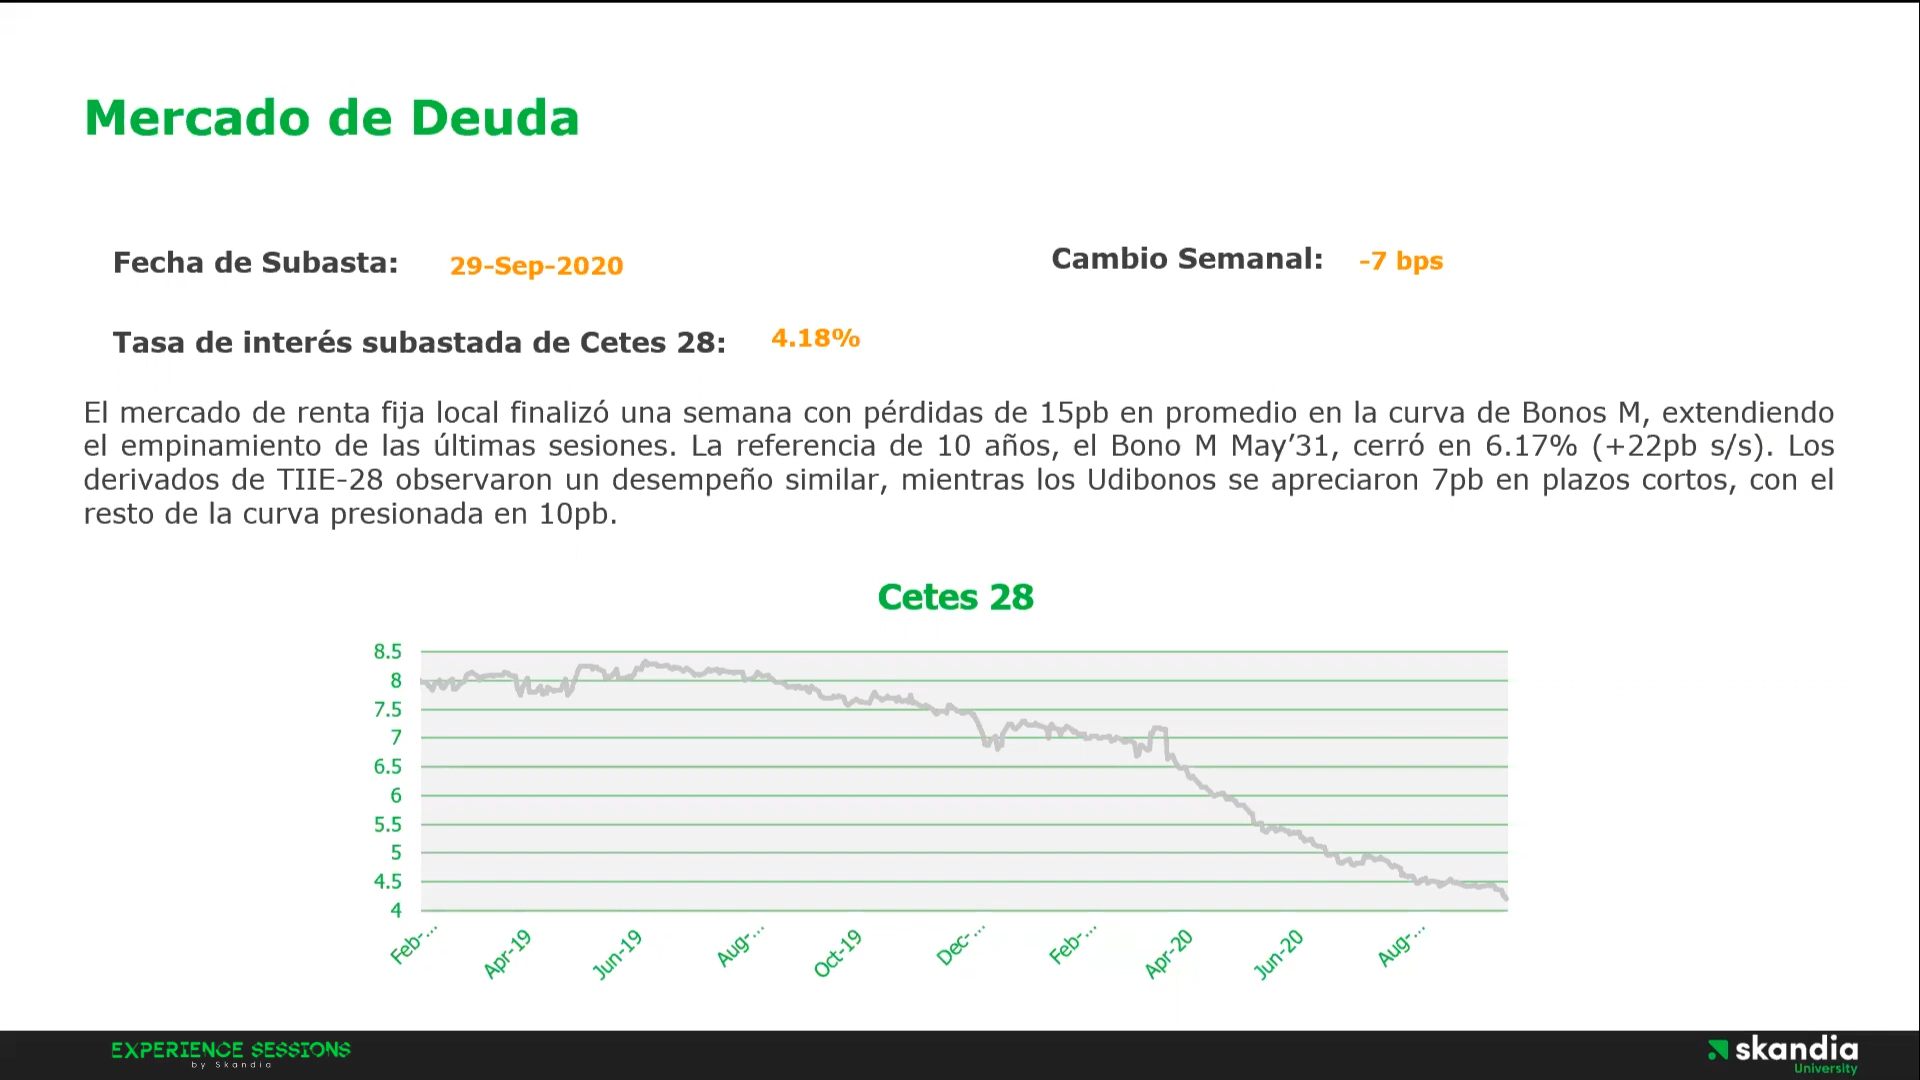 Mercado de Deuda
Fecha de Subasta: 29-Sep-2020
Cambio Semanal: -7 bps
Tasa de interés subastada de Cetes 28: 4.18%
El mercado de renta fija local finalizó una semana con pérdidas de 15pb en promedio en la curva de Bonos M, extendiendo
el empinamiento de las últimas sesiones. La referencia de 10 años, el Bono M May’31, cerró en 6.17% (+22pb s/s). Los
derivados de TIIE-28 observaron un desempeño similar, mientras los Udibonos se apreciaron 7pb en plazos cortos, con el
resto de la curva presionada en 10pb.
Cetes 28
8.5
8
7.5
7
6.5
6
5.5
5
4.5
4
Feb-...
Apr-19
Jun-19
Aug-...
Oct-19
Dec-...
Feb-...
Apr-20
Jun-20
Aug-...
EXPERIENCE SESSIONS
by Skandia
skandia
University